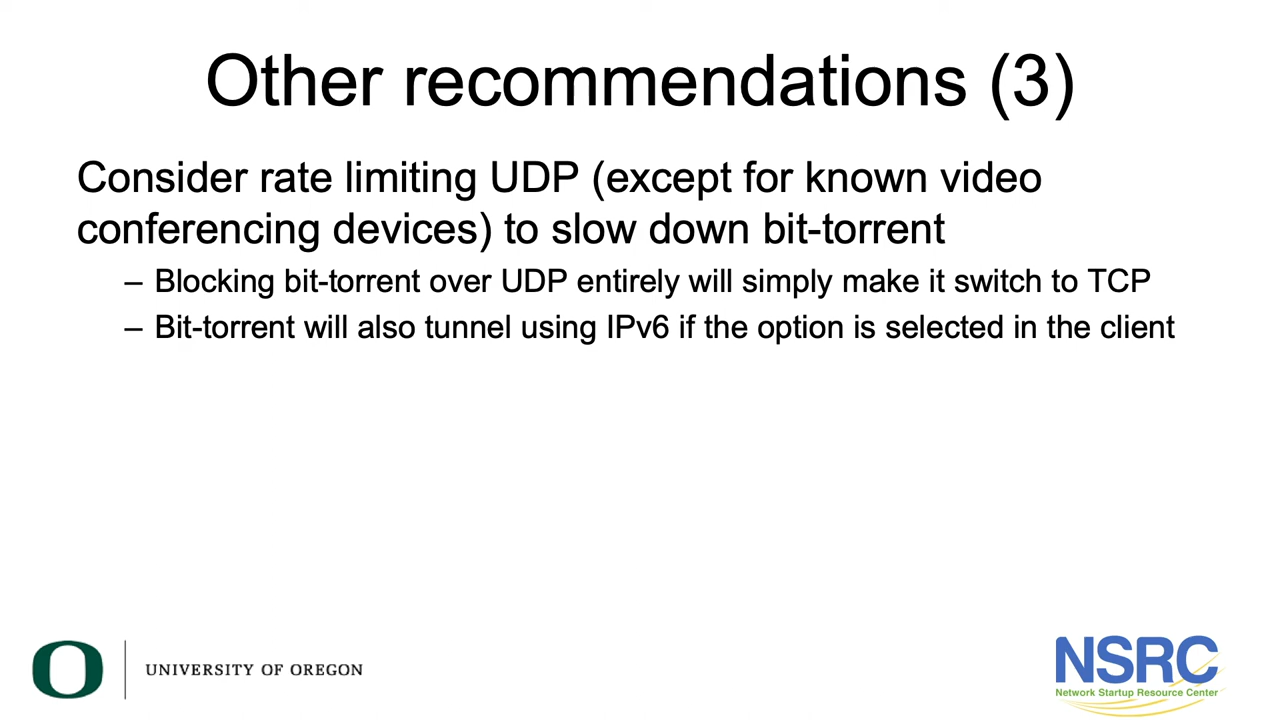 Other recommendations (3)
Consider rate limiting UDP (except for known video
conferencing devices) to slow down bit-torrent
– Blocking bit-torrent over UDP entirely will simply make it switch to TCP
– Bit-torrent will also tunnel using IPv6 if the option is selected in the client
O
UNIVERSITY OF OREGON
NSRC
Network Startup Resource Center